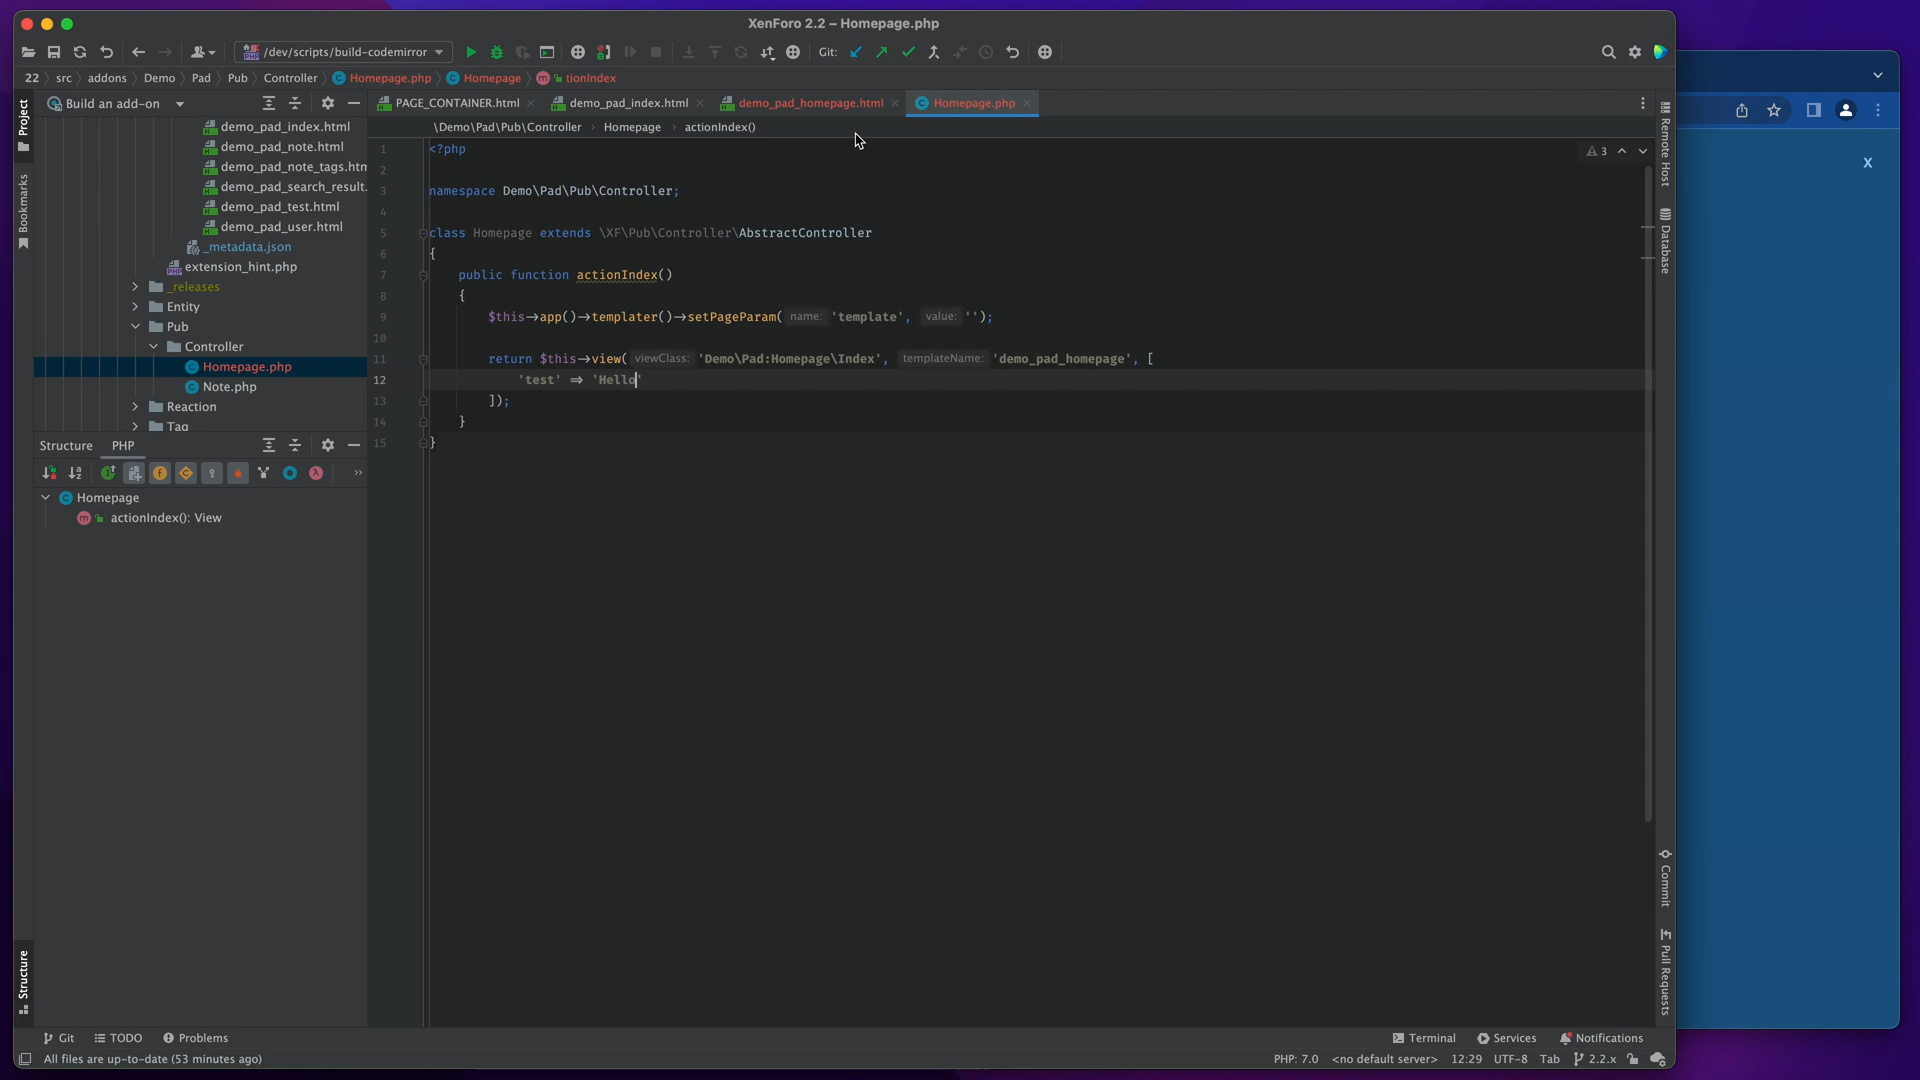 XenForo 2.2 – Homepage.php
/dev/scripts/build-codemirror
Git:
22 src addons Demo Pad Pub Controller Homepage.php Homepage tionIndex
Build an add-on
PAGE_CONTAINER.html demo_pad_index.html demo_pad_homepage.html Homepage.php
\Demo\Pad\Pub\Controller Homepage actionIndex()
Project
Bookmarks
Structure
demo_pad_index.html
demo_pad_note.html
demo_pad_note_tags.htm
demo_pad_search_result.
demo_pad_test.html
demo_pad_user.html
_metadata.json
extension_hint.php
_releases
Entity
Pub
Controller
Homepage.php
Note.php
Reaction
Tag
Structure PHP
Homepage
actionIndex(): View
3
1 <?php
2
3 namespace Demo\Pad\Pub\Controller;
4
5 class Homepage extends \XF\Pub\Controller\AbstractController
6 {
7 public function actionIndex()
8 {
9 $this→app()→templater()→setPageParam( name: 'template', value: '');
10
11 return $this→view( viewClass: 'Demo\Pad:Homepage\Index', templateName: 'demo_pad_homepage', [
12 'test' ⇒ 'Hello'
13 ]);
14 }
15 }
Remote Host
Database
Commit
Pull Requests
X
Git TODO Problems Terminal Services Notifications
All files are up-to-date (53 minutes ago) PHP: 7.0 <no default server> 12:29 UTF-8 Tab 2.2.x